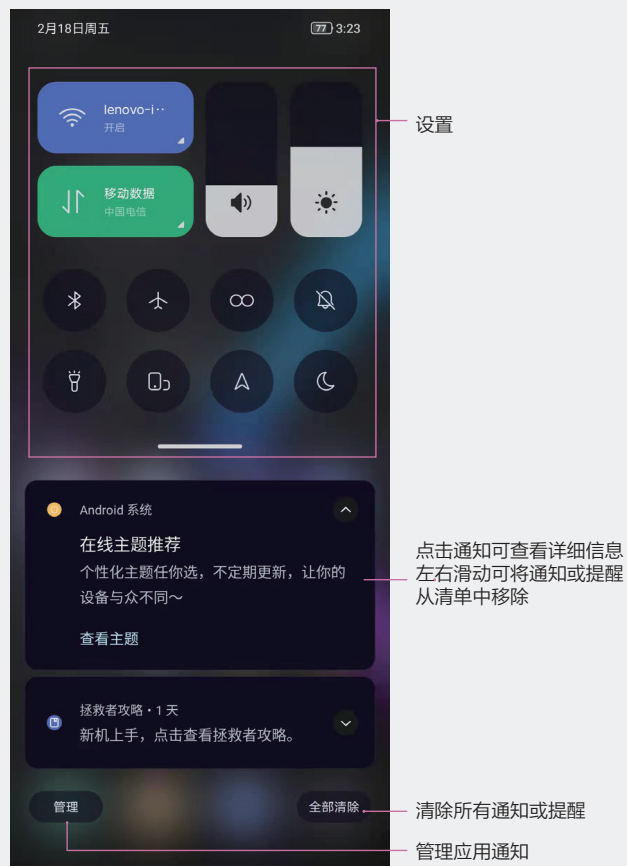 2月18日周五
77 3:23
lenovo-i··
开启
设置
移动数据
中国电信
Android 系统
在线主题推荐
个性化主题任你选，不定期更新，让你的
设备与众不同～
查看主题
点击通知可查看详细信息
左右滑动可将通知或提醒
从清单中移除
拯救者攻略・1 天
新机上手，点击查看拯救者攻略。
管理
全部清除
清除所有通知或提醒
管理应用通知